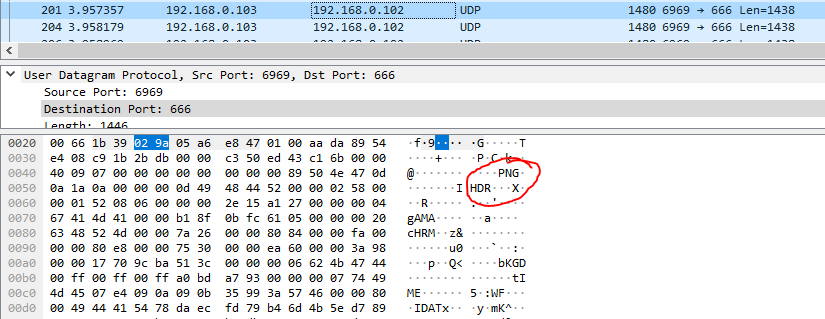 201 3.957357 192.168.0.103 192.168.0.102 UDP 1480 6969 → 666 Len=1438
204 3.958179 192.168.0.103 192.168.0.102 UDP 1480 6969 → 666 Len=1438
User Datagram Protocol, Src Port: 6969, Dst Port: 666
Source Port: 6969
Destination Port: 666
Length: 1446
0020 00 66 1b 39 02 9a 05 a6 e8 47 01 00 aa da 89 54 ·f·9···· ·G·····T
0030 e4 08 c9 1b 2b db 00 00 c3 50 ed 43 c1 6b 00 00 ····+··· ·P·C·k··
0040 40 09 07 00 00 00 00 00 00 00 89 50 4e 47 0d @······· ···PNG·
0050 0a 1a 0a 00 00 00 0d 49 48 44 52 00 00 02 58 00 ·······I HDR···X·
0060 00 01 52 08 06 00 00 00 2e 15 a1 27 00 00 00 04 ··R····· .··'····
0070 67 41 4d 41 00 00 b1 8f 0b fc 61 05 00 00 00 20 gAMA···· ··a····
0080 63 48 52 4d 00 00 7a 26 00 00 80 84 00 00 fa 00 cHRM··z& ········
0090 00 00 80 e8 00 00 75 30 00 00 ea 60 00 00 3a 98 ······u0 ···`··:·
00a0 00 00 17 70 9c ba 51 3c 00 00 00 06 62 4b 47 44 ···p··Q< ····bKGD
00b0 00 ff 00 ff 00 ff a0 bd a7 93 00 00 00 07 74 49 ········ ······tI
00c0 4d 45 07 e4 09 0a 09 0b 35 99 3a 57 46 00 00 80 ME······ 5·:WF···
00d0 00 49 44 41 54 78 da ec fd 79 b4 6d 4b 5e d7 89 ·IDATx·· ·y·mK^··